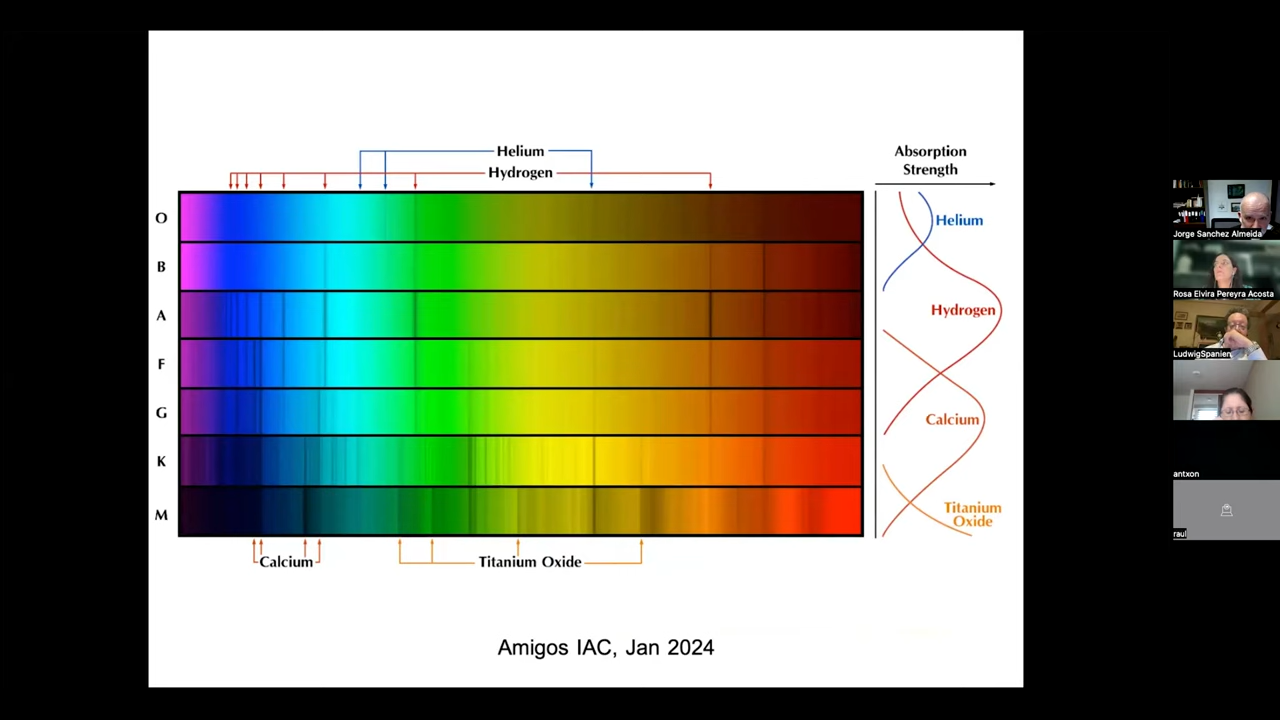 Helium
Hydrogen
Absorption
Strength
O
B
A
F
G
K
M
Helium
Hydrogen
Calcium
Titanium
Oxide
Calcium
Titanium Oxide
Amigos IAC, Jan 2024
Jorge Sanchez Almeida
Rosa Elvira Pereyra Acosta
LudwigSpanien
antxon
raul